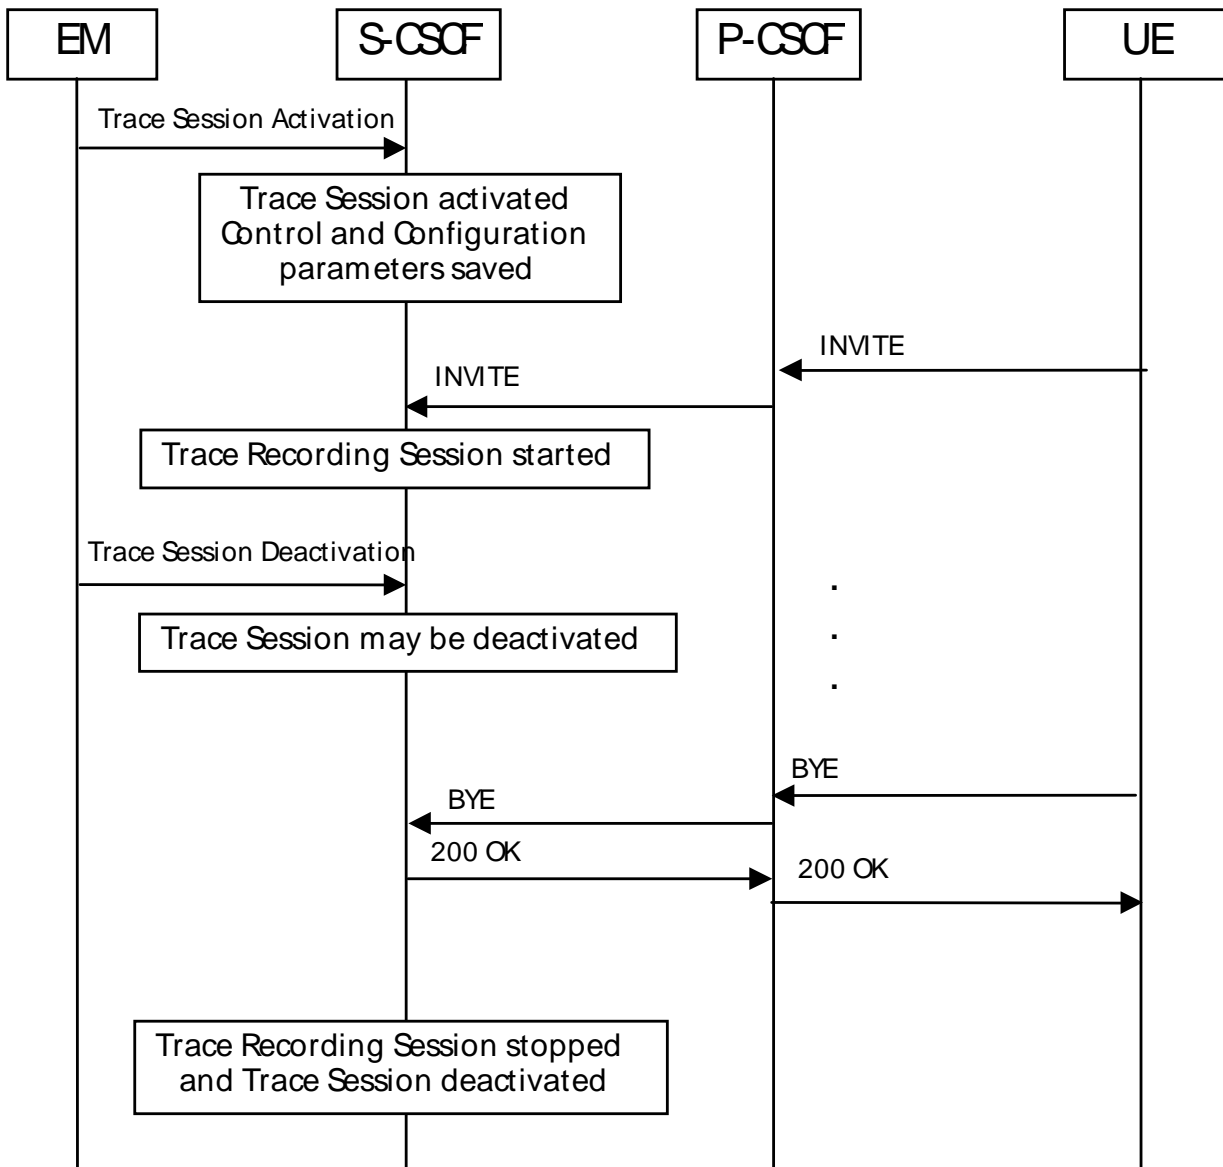 EM
S-CSCF
P-CSCF
UE
Trace Session Activation
Trace Session activated
Control and Configuration
parameters saved
INVITE
INVITE
Trace Recording Session started
Trace Session Deactivation
.
Trace Session may be deactivated
.
.
BYE
BYE
200 OK
200 OK
Trace Recording Session stopped
and Trace Session deactivated